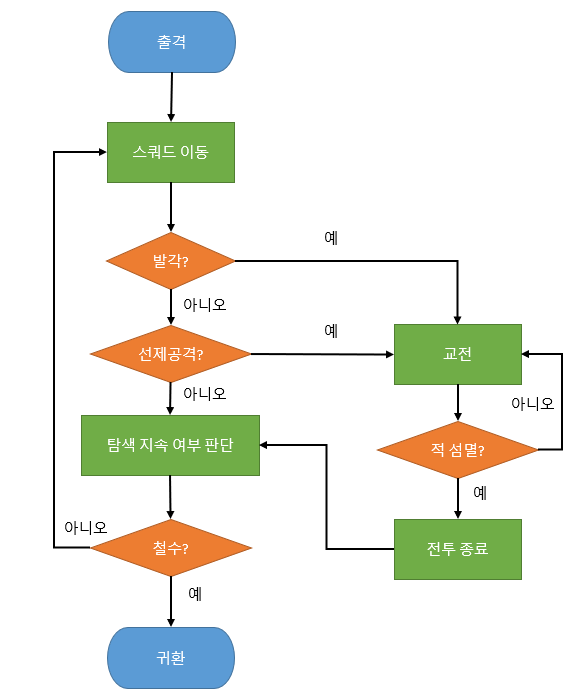 출격
스쿼드 이동
예
발각?
아니오
예
선제공격?
교전
아니오
아니오
탐색 지속 여부 판단
적 섬멸?
예
아니오
철수?
전투 종료
예
귀환